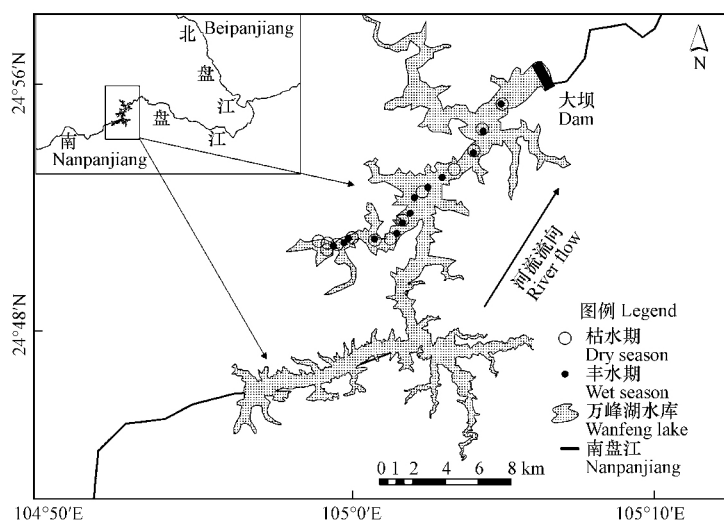 北盘江
Beipanjiang
南盘江
Nanpanjiang
24°56′N
24°48′N
N
大坝
Dam
河流流向
River flow
图例 Legend
枯水期
Dry season
丰水期
Wet season
万峰湖水库
Wanfeng lake
南盘江
Nanpanjiang
0 1 2 4 6 8 km
104°50′E 105°0′E 105°10′E